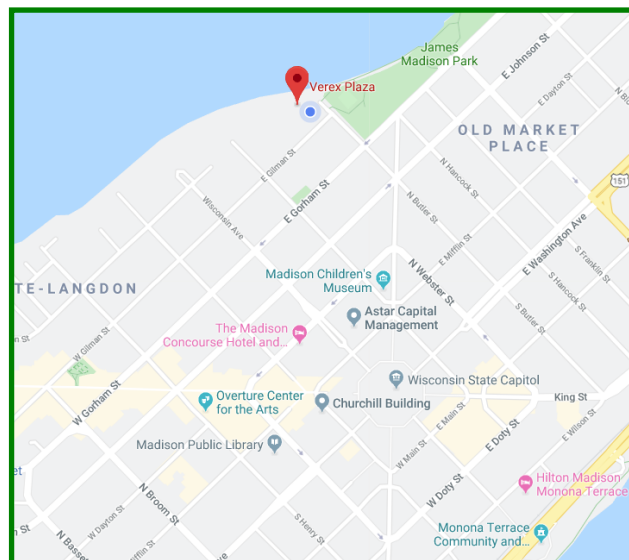 James
Madison Park
Verex Plaza
E Johnson St
E Dayton St
OLD MARKET
PLACE
151
E Gilman St
N Hancock St
Wisconsin Ave
E Gorham St
N Butler St
E Washington Ave
E Mifflin St
S Franklin St
Madison Children's
Museum
N Webster St
S Hancock St
TE-LANGDON
Astar Capital
Management
S Butler St
The Madison
Concourse Hotel and...
W Gilman St
Wisconsin State Capitol
W Gorham St
Overture Center
for the Arts
Churchill Building
King St
E Main St
E Wilson St
E Doty St
Madison Public Library
W Main St
W Doty St
Hilton Madison
Monona Terrace
N Broom St
W Dayton St
S Henry St
Monona Terrace
Community and...
N Basset
W Mifflin St